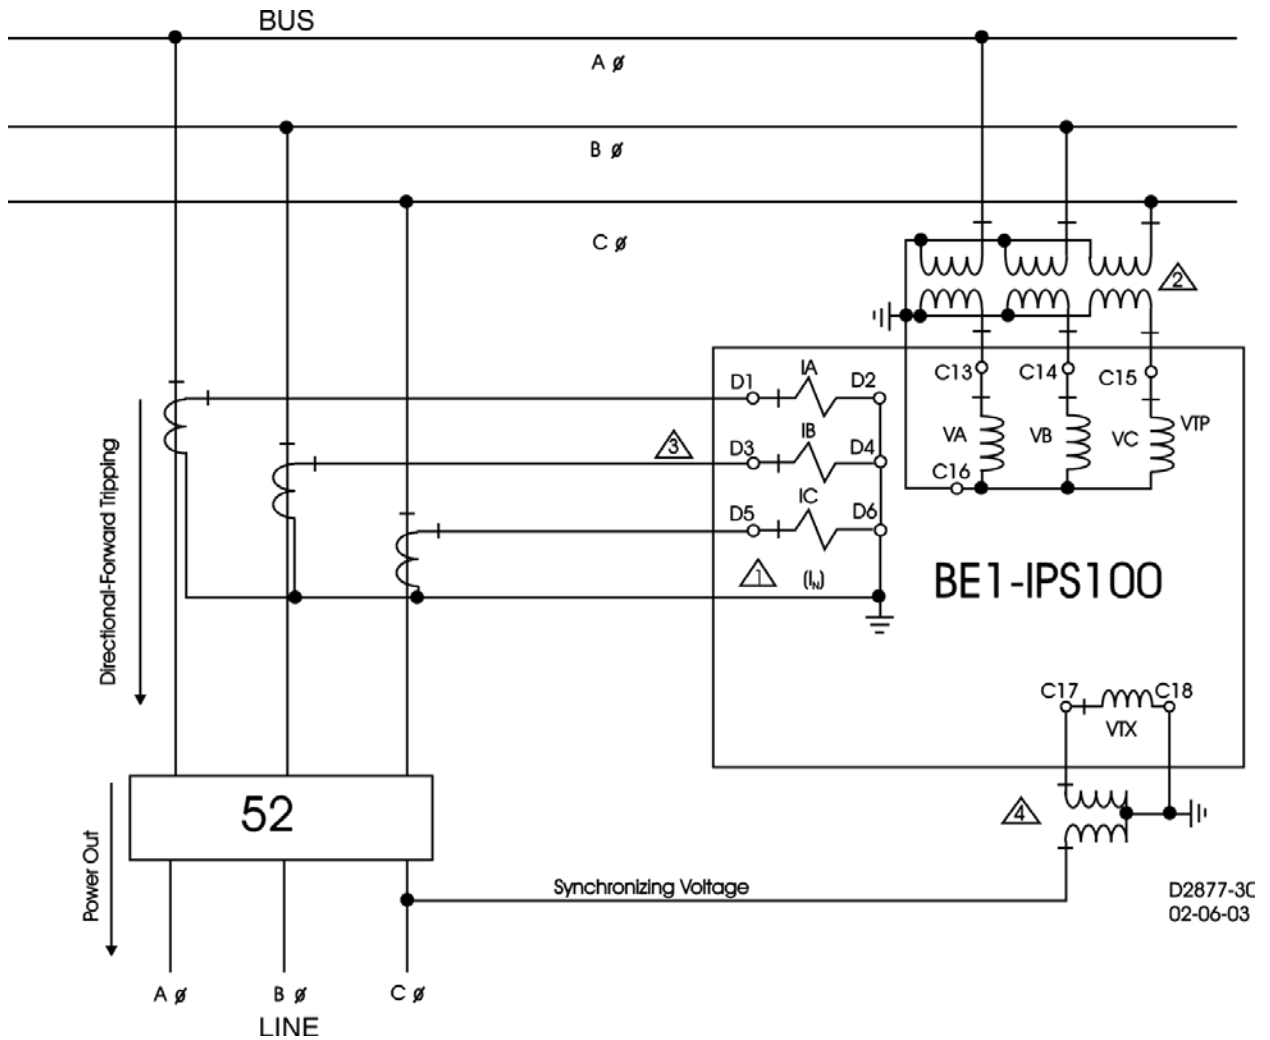 BUS
A ø
B ø
C ø
2
IA
D1
D2
C13
C14
C15
VA
VB
VC
VTP
IB
3
D3
D4
C16
IC
D5
D6
1
(IN)
BE1-IPS100
Directional-Forward Tripping
C17
C18
VTX
52
4
Power Out
Synchronizing Voltage
D2877-30
02-06-03
A ø
B ø
C ø
LINE